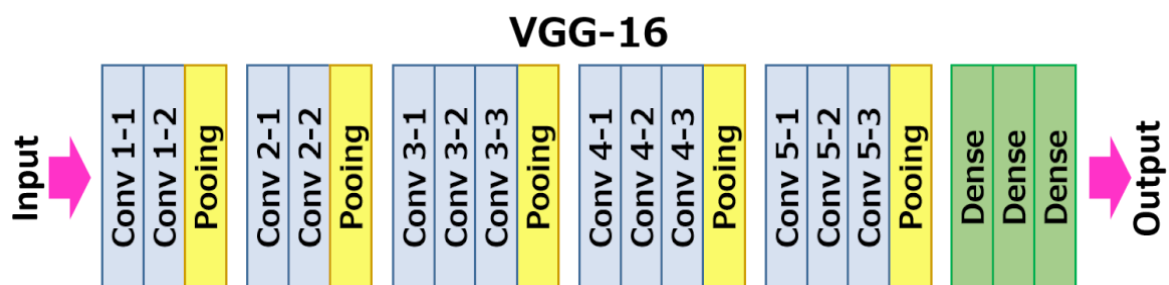 VGG-16
Input
Conv 1-1
Conv 1-2
Pooing
Conv 2-1
Conv 2-2
Pooing
Conv 3-1
Conv 3-2
Conv 3-3
Pooing
Conv 4-1
Conv 4-2
Conv 4-3
Pooing
Conv 5-1
Conv 5-2
Conv 5-3
Pooing
Dense
Dense
Dense
Output